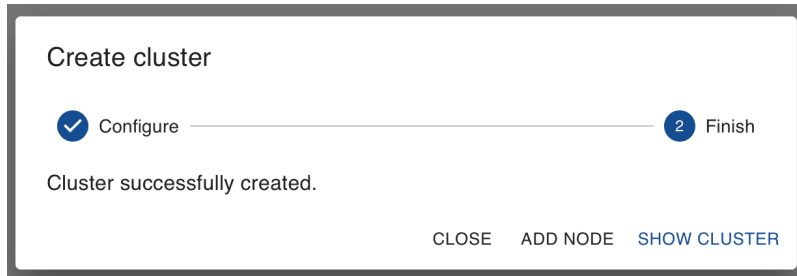 Create cluster
Configure 2 Finish
Cluster successfully created.
CLOSE ADD NODE SHOW CLUSTER